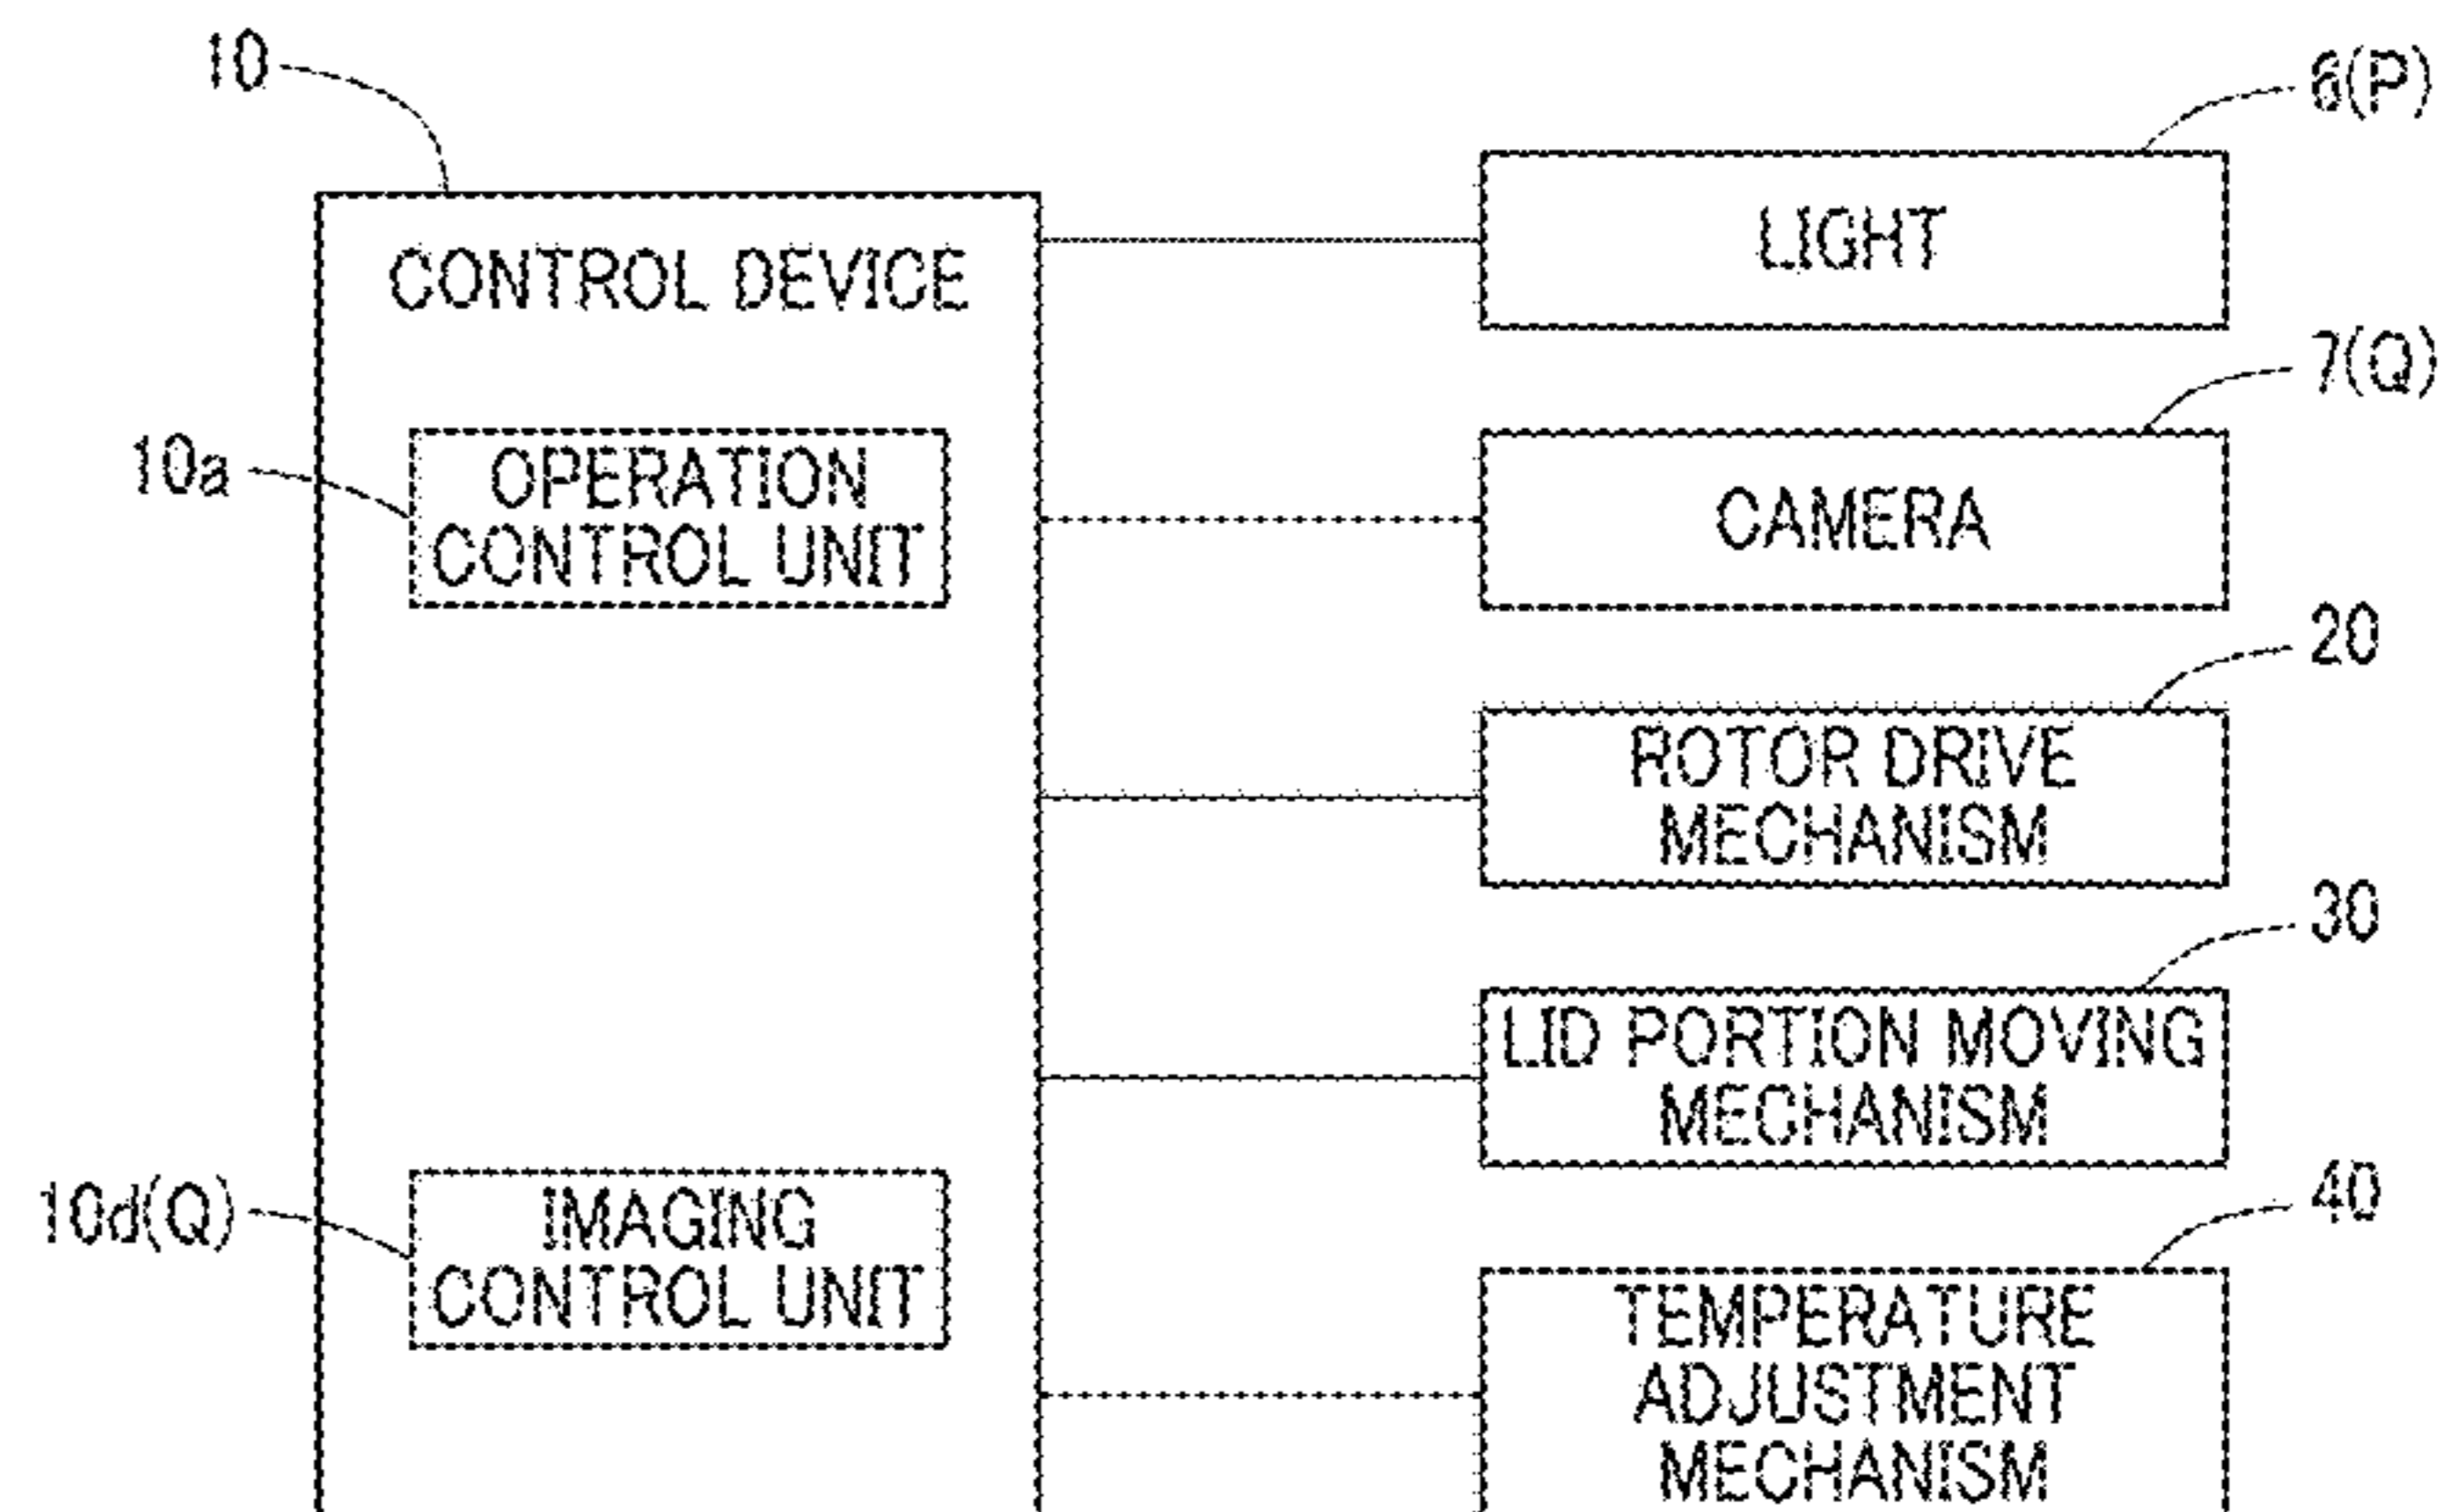 10
CONTROL DEVICE
10a
OPERATION
CONTROL UNIT
10d(Q)
IMAGING
CONTROL UNIT
6(P)
LIGHT
7(Q)
CAMERA
20
ROTOR DRIVE
MECHANISM
30
LID PORTION MOVING
MECHANISM
40
TEMPERATURE
ADJUSTMENT
MECHANISM